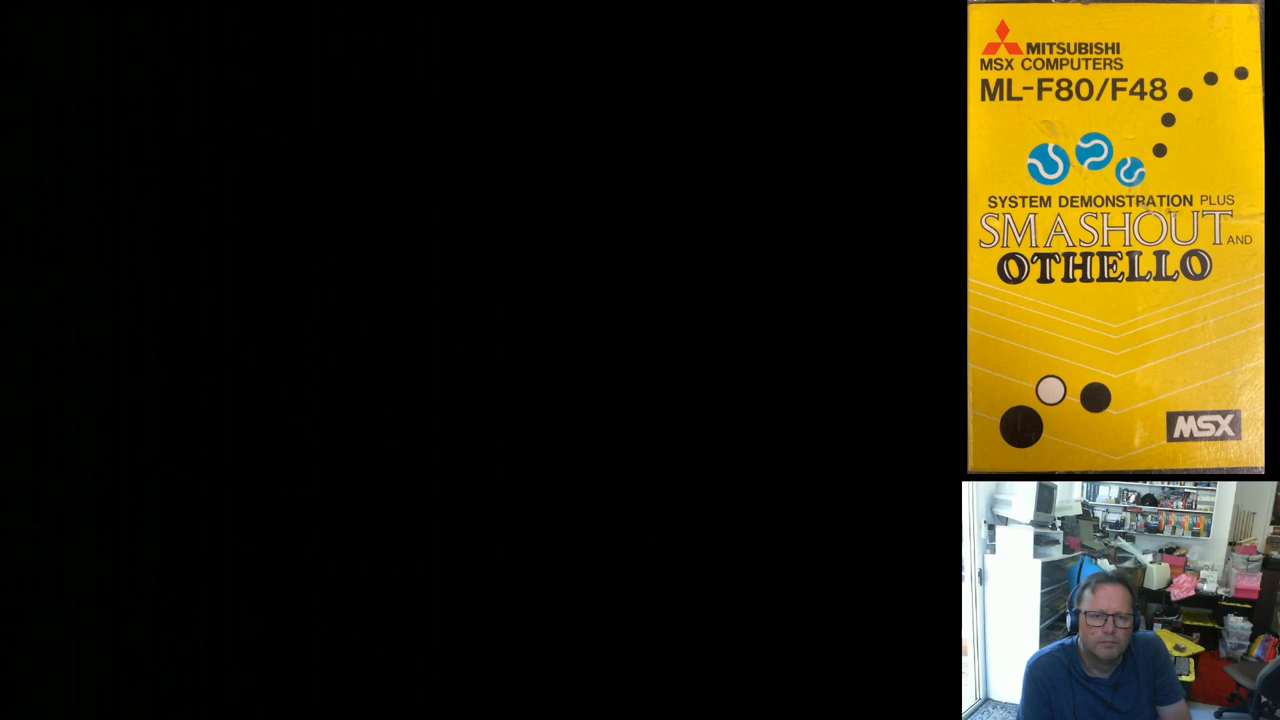 MITSUBISHI
MSX COMPUTERS
ML-F80/F48
SYSTEM DEMONSTRATION PLUS
SMASHOUT AND
OTHELLO
MSX